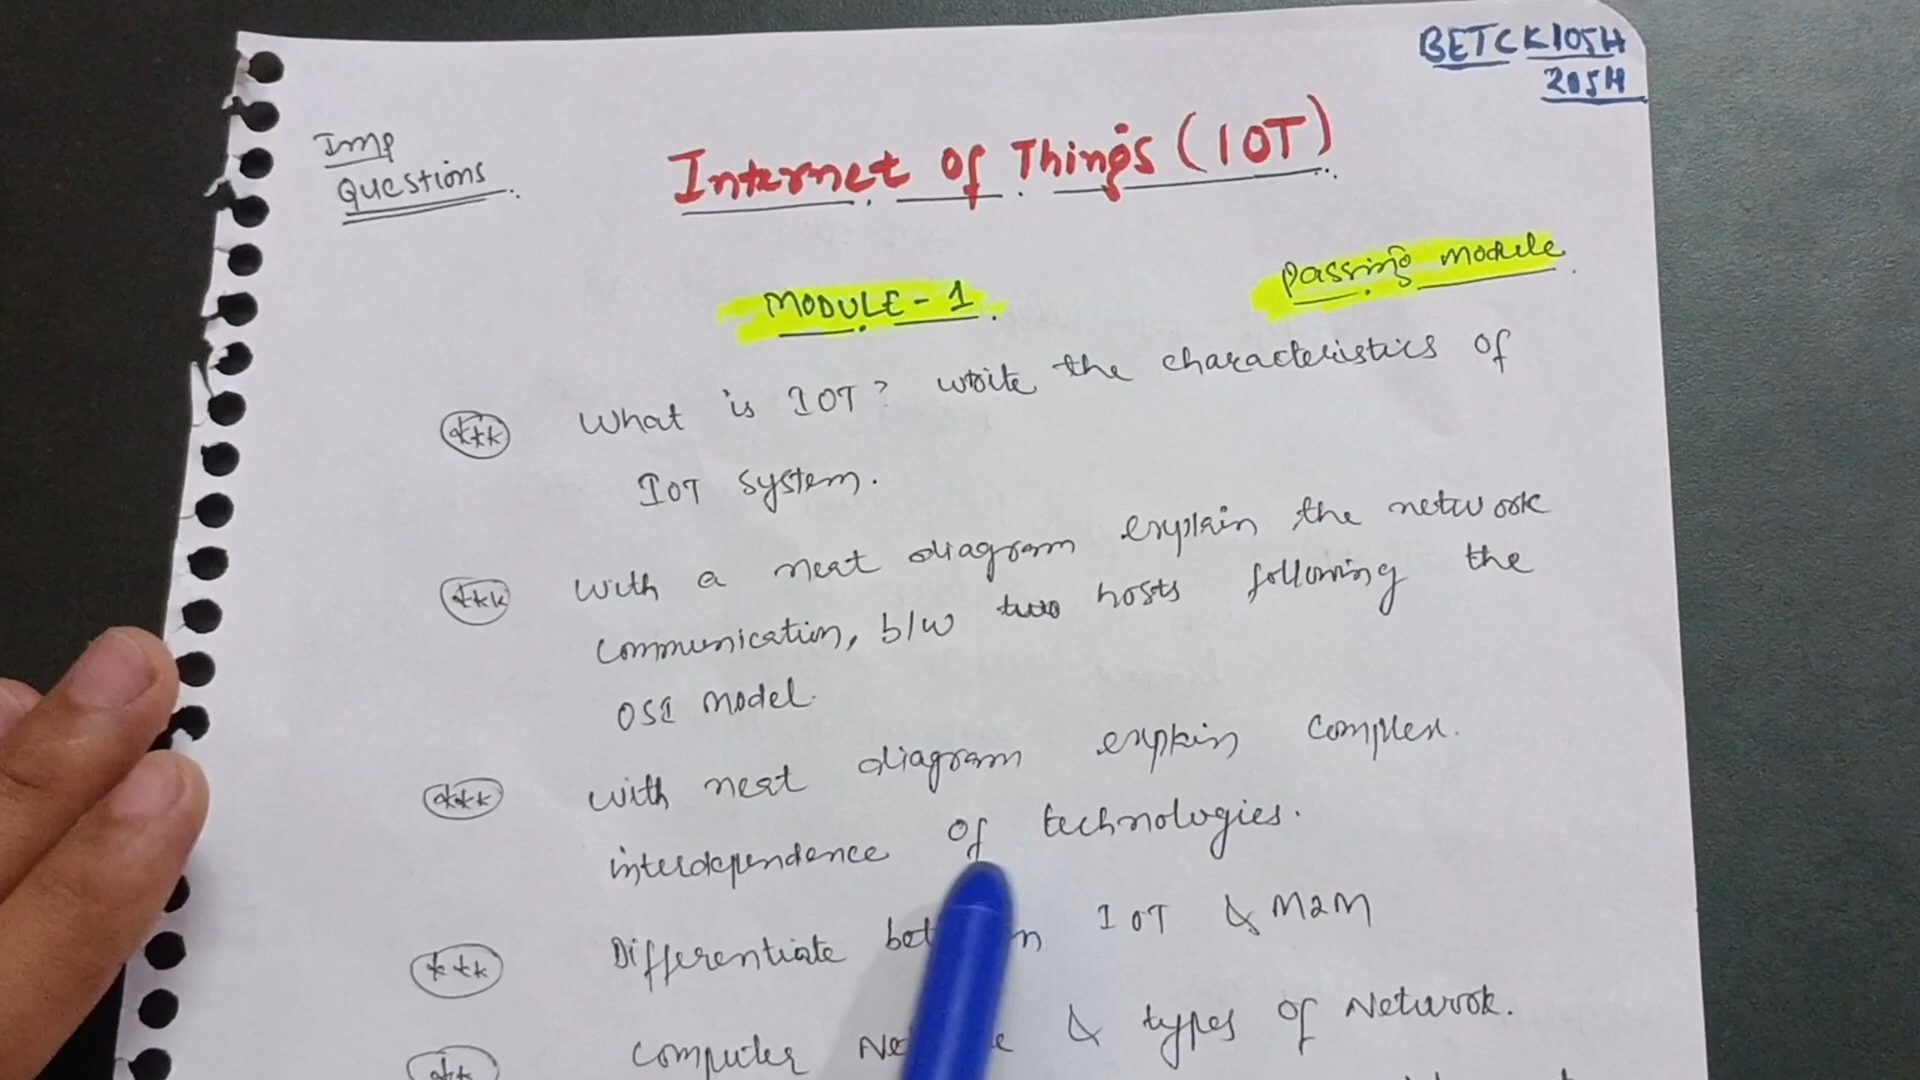 BETCK105H
205H
Imp
Questions
Internet Of Things (IOT)
MODULE - 1
Passing Module
*** What is IOT? write the characteristics of
IOT system.
*** With a neat diagram explain the network
communication, b/w two hosts following the
OSI model.
*** With neat diagram explain complex
interdependence of technologies.
*** Differentiate IOT & M2M
** Computer & types of Network.